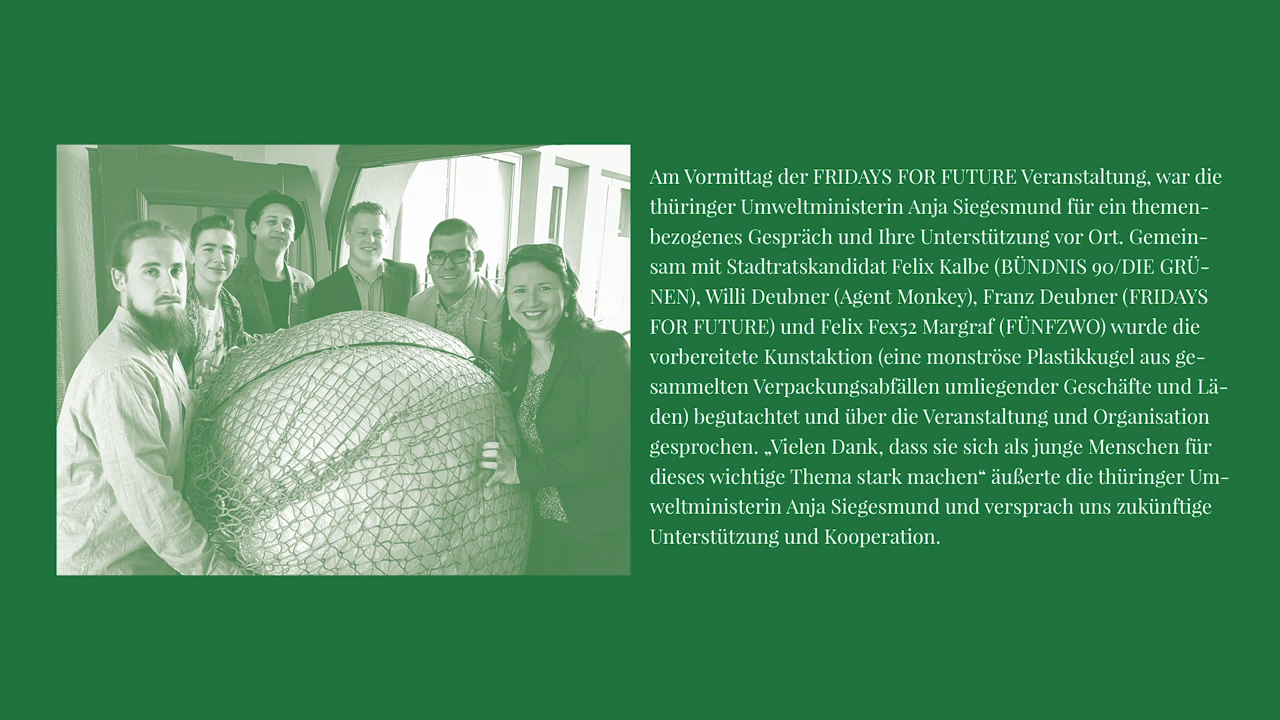 Am Vormittag der FRIDAYS FOR FUTURE Veranstaltung, war die
thüringer Umweltministerin Anja Siegesmund für ein themen-
bezogenes Gespräch und Ihre Unterstützung vor Ort. Gemein-
sam mit Stadtratskandidat Felix Kalbe (BÜNDNIS 90/DIE GRÜ-
NEN), Willi Deubner (Agent Monkey), Franz Deubner (FRIDAYS
FOR FUTURE) und Felix Fex52 Margraf (FÜNFZWO) wurde die
vorbereitete Kunstaktion (eine monströse Plastikkugel aus ge-
sammelten Verpackungsabfällen umliegender Geschäfte und Lä-
den) begutachtet und über die Veranstaltung und Organisation
gesprochen. „Vielen Dank, dass sie sich als junge Menschen für
dieses wichtige Thema stark machen“ äußerte die thüringer Um-
weltministerin Anja Siegesmund und versprach uns zukünftige
Unterstützung und Kooperation.